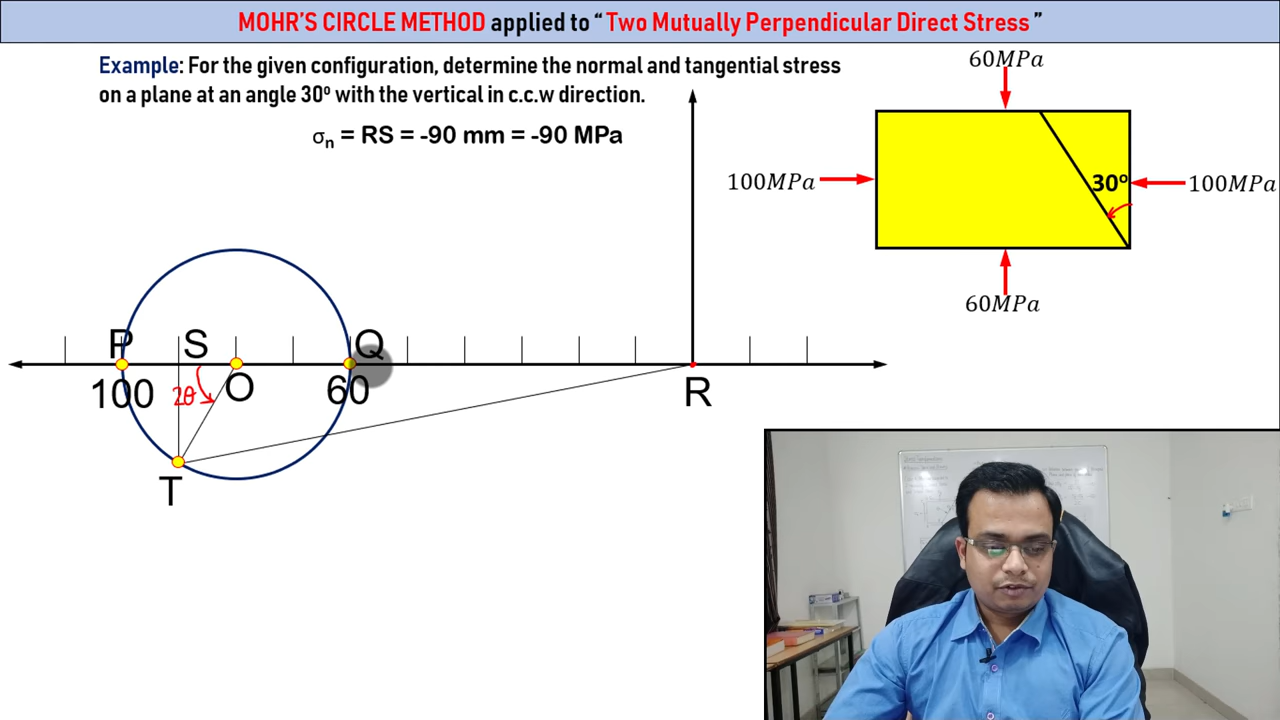 MOHR'S CIRCLE METHOD applied to “ Two Mutually Perpendicular Direct Stress ”
Example: For the given configuration, determine the normal and tangential stress
on a plane at an angle 30º with the vertical in c.c.w direction.
σn = RS = -90 mm = -90 MPa
60MPa
100MPa
30º
100MPa
60MPa
P
S
Q
100
2θ
O
60
R
T